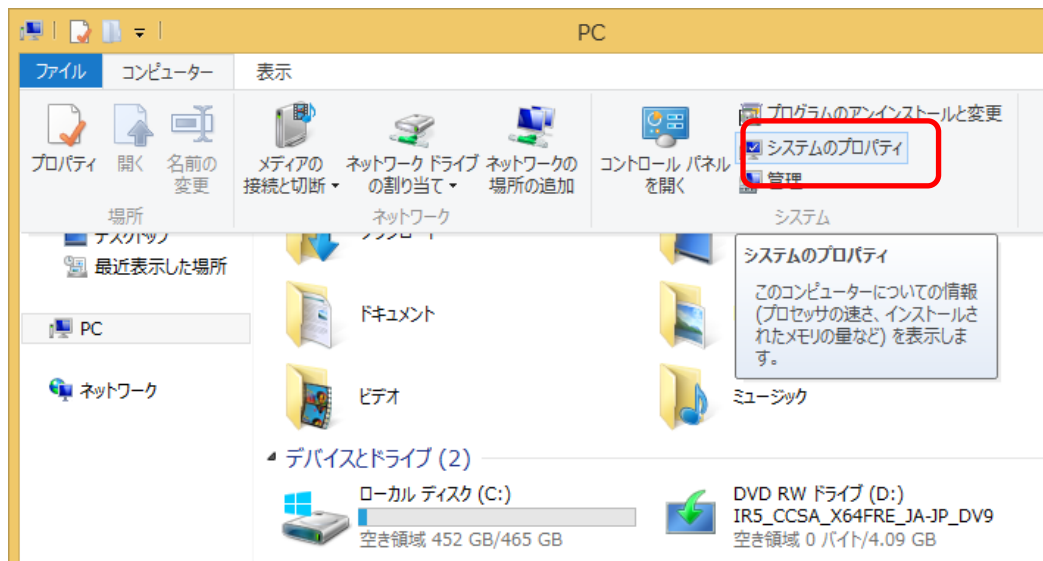 PC
ファイル
コンピューター
表示
プロパティ
開く
名前の
変更
場所
メディアの
接続と切断
ネットワーク ドライブ
の割り当て
ネットワークの
場所の追加
ネットワーク
コントロール パネル
を開く
プログラムのアンインストールと変更
システムのプロパティ
管理
システム
デスクトップ
最近表示した場所
PC
ネットワーク
ダウンロード
ドキュメント
ビデオ
システムのプロパティ
このコンピューターについての情報
(プロセッサの速さ、インストールさ
れたメモリの量など) を表示しま
す。
ミュージック
デバイスとドライブ (2)
ローカル ディスク (C:)
空き領域 452 GB/465 GB
DVD RW ドライブ (D:)
IR5_CCSA_X64FRE_JA-JP_DV9
空き領域 0 バイト/4.09 GB